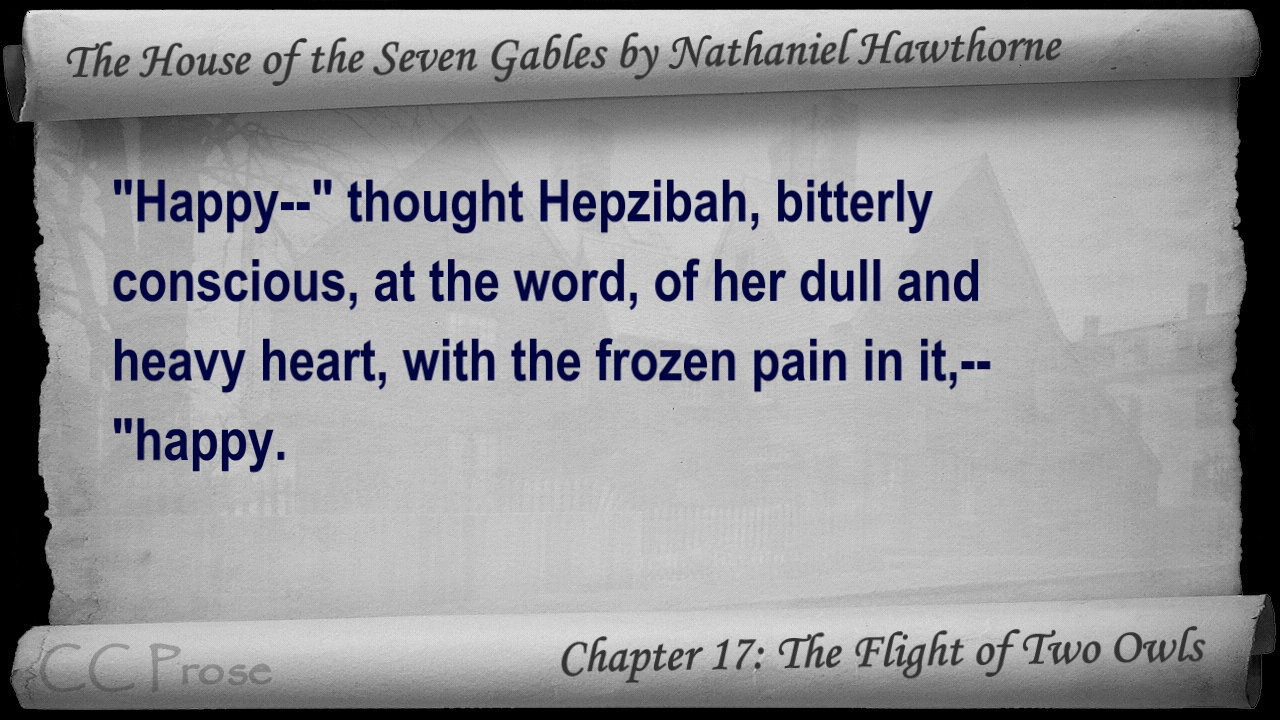 The House of the Seven Gables by Nathaniel Hawthorne
"Happy--" thought Hepzibah, bitterly
conscious, at the word, of her dull and
heavy heart, with the frozen pain in it,--
"happy.
CC Prose
Chapter 17: The Flight of Two Owls